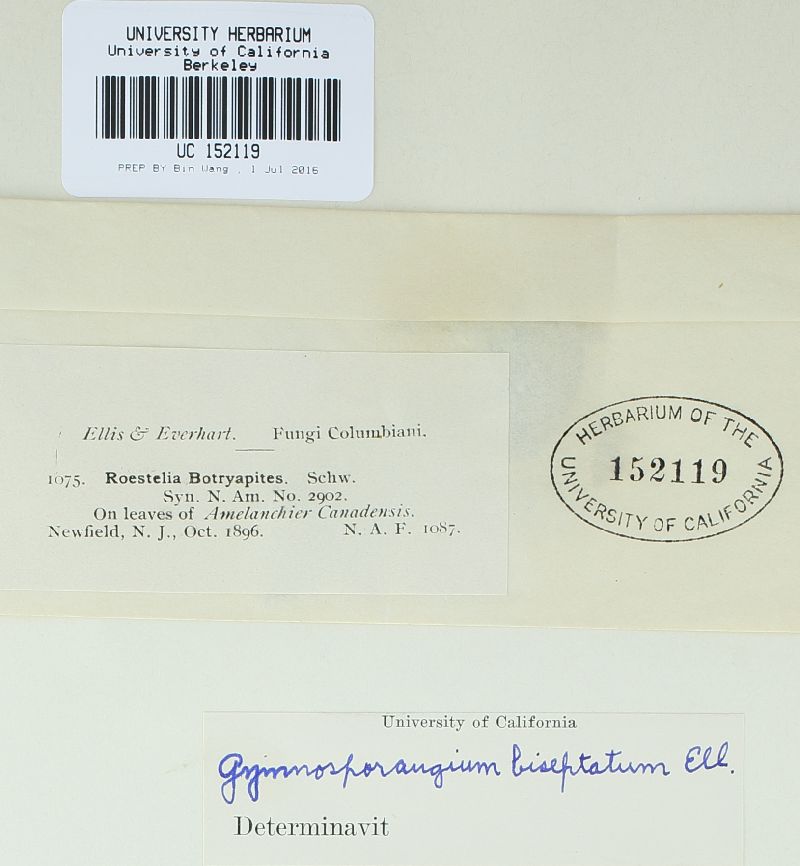 UNIVERSITY HERBARIUM
University of California
Berkeley
UC 152119
PREP BY Bin Wang , 1 Jul 2016
Ellis & Everhart. Fungi Columbiani.
1075. Roestelia Botryapites. Schw.
Syn. N. Am. No. 2902.
On leaves of Amelanchier Canadensis.
Newfield, N. J., Oct. 1896. N. A. F. 1087.
HERBARIUM OF THE
152119
UNIVERSITY OF CALIFORNIA
University of California
Gymnosporangium biseptatum Ell.
Determinavit